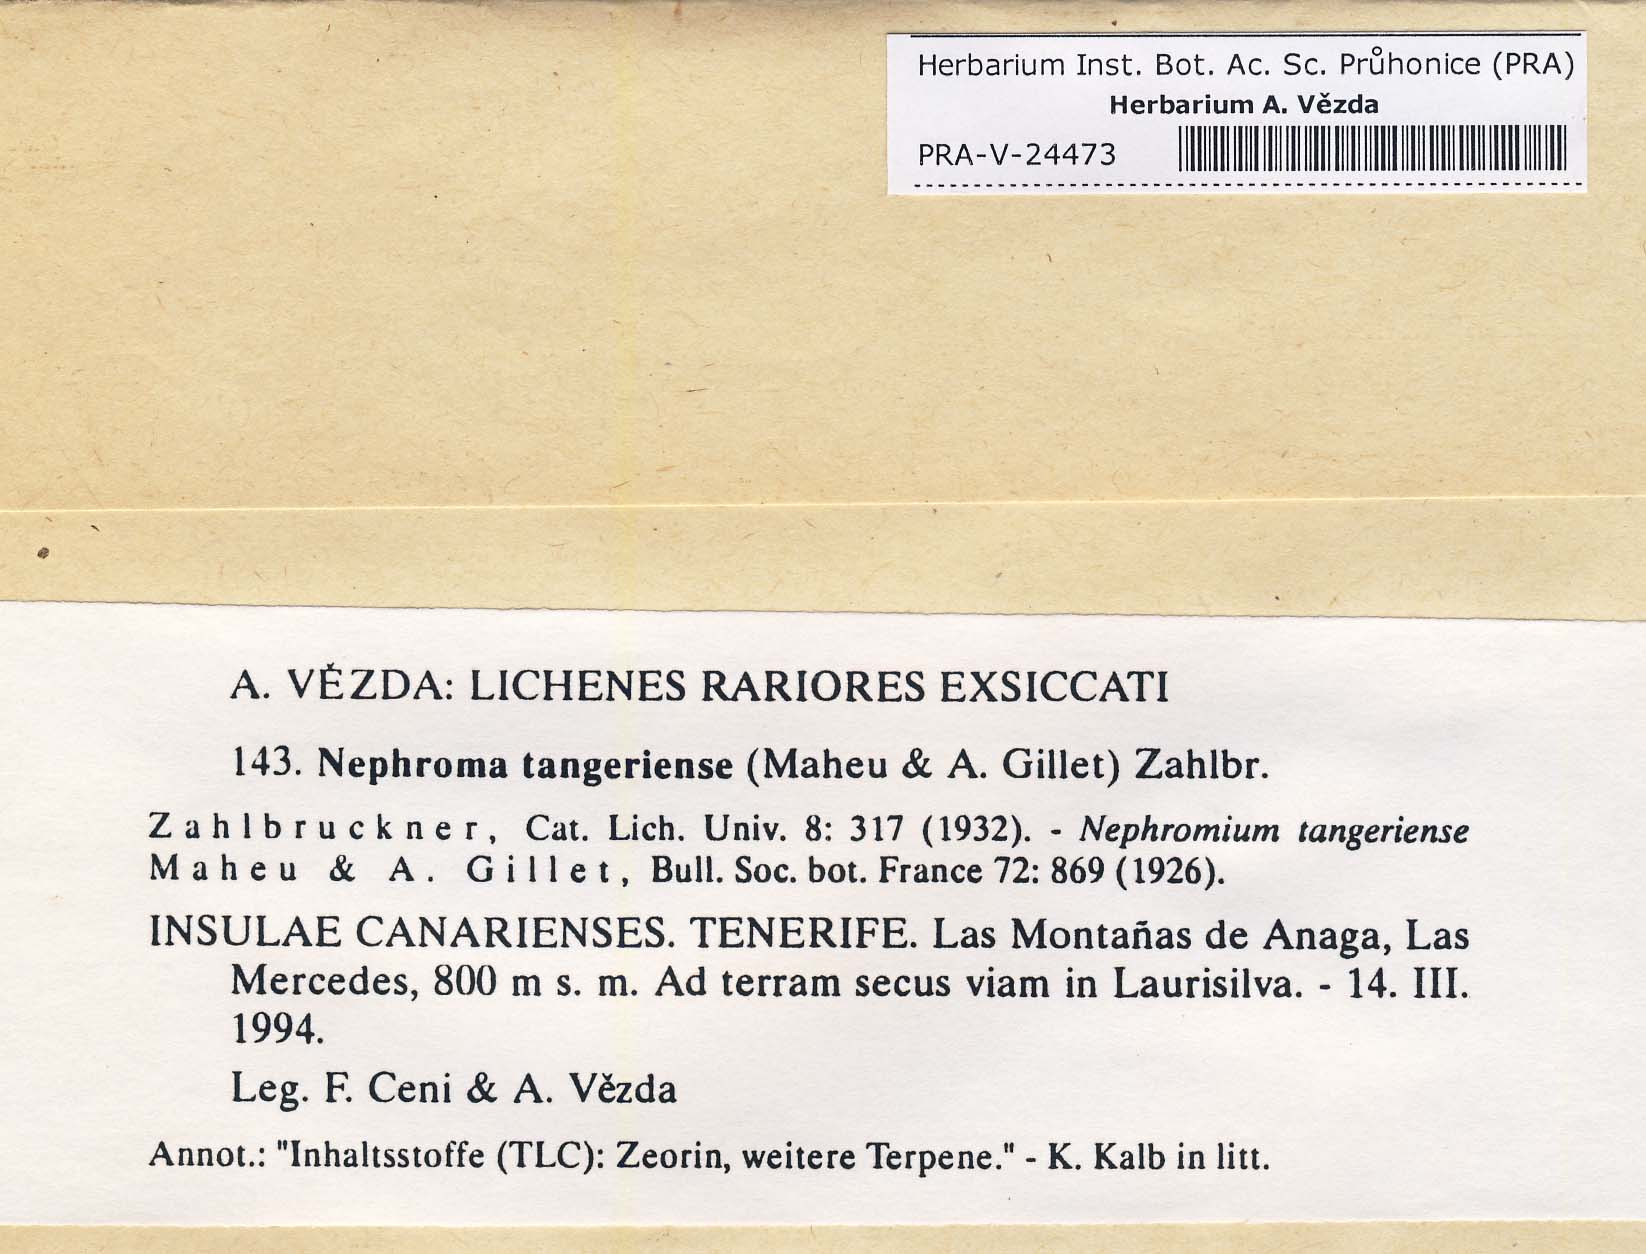 Herbarium Inst. Bot. Ac. Sc. Průhonice (PRA)
Herbarium A. Vězda
PRA-V-24473
A. VĚZDA: LICHENES RARIORES EXSICCATI
143. Nephroma tangeriense (Maheu & A. Gillet) Zahlbr.
Zahlbruckner, Cat. Lich. Univ. 8: 317 (1932). - Nephromium tangeriense
Maheu & A. Gillet, Bull. Soc. bot. France 72: 869 (1926).
INSULAE CANARIENSES. TENERIFE. Las Montañas de Anaga, Las
Mercedes, 800 m s. m. Ad terram secus viam in Laurisilva. - 14. III.
1994.
Leg. F. Ceni & A. Vězda
Annot.: "Inhaltsstoffe (TLC): Zeorin, weitere Terpene." - K. Kalb in litt.